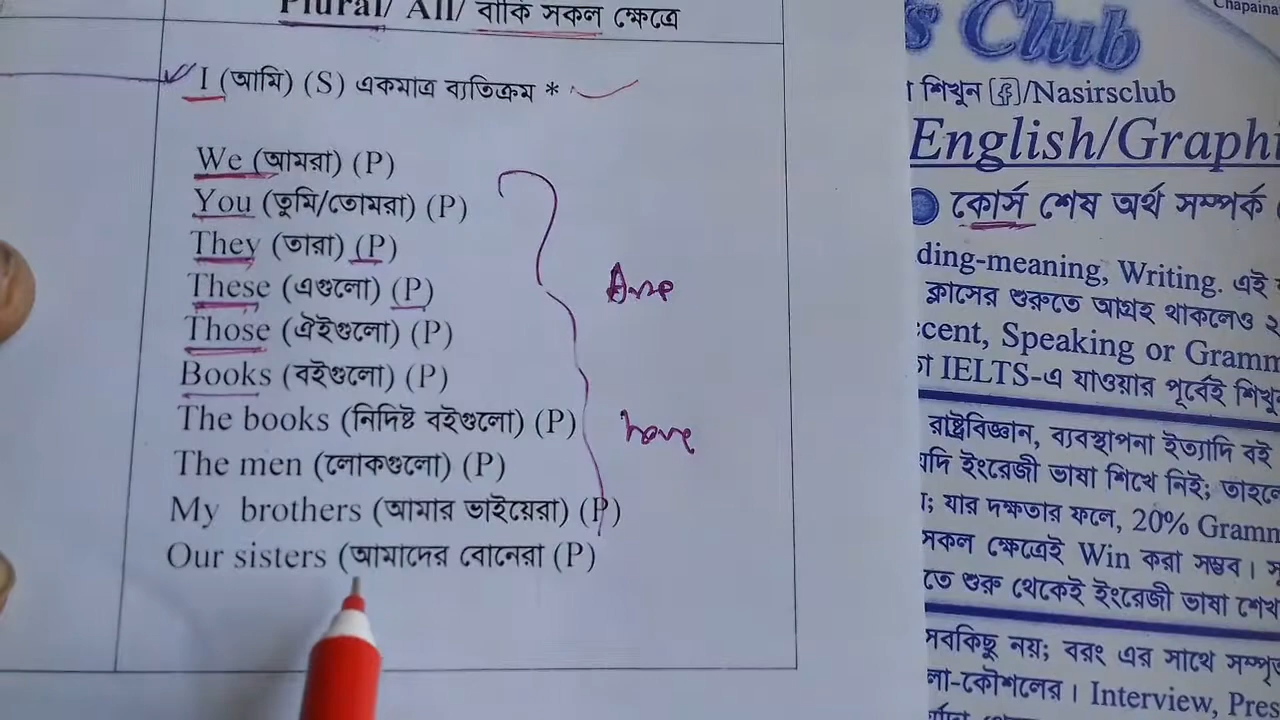 Plural/ All/ বাকি সকল ক্ষেত্রে
I (আমি) (S) একমাত্র ব্যতিক্রম *
We (আমরা) (P)
You (তুমি/তোমরা) (P)
They (তারা) (P)
These (এগুলো) (P)
Those (ঐইগুলো) (P)
Books (বইগুলো) (P)
The books (নিদিষ্ট বইগুলো) (P)
The men (লোকগুলো) (P)
My brothers (আমার ভাইয়েরা) (P)
Our sisters (আমাদের বোনেরা (P)
Are
have
Chapaina
s Club
শিখুন /Nasirsclub
English/Graphi
কোর্স শেষ অর্থ সম্পর্ক
ding-meaning, Writing. এই
ক্লাসের শুরুতে আগ্রহ থাকলেও ২
cent, Speaking or Gramm
IELTS-এ যাওয়ার পূর্বেই শিখু
রাষ্ট্রবিজ্ঞান, ব্যবস্থাপনা ইত্যাদি বই
যদি ইংরেজী ভাষা শিখে নিই; তাহলে
; যার দক্ষতার ফলে, 20% Gramm
সকল ক্ষেত্রেই Win করা সম্ভব।
তে শুরু থেকেই ইংরেজী ভাষা শেখ
সবকিছু নয়; বরং এর সাথে সম্পৃ
লা-কৌশলের। Interview, Pres